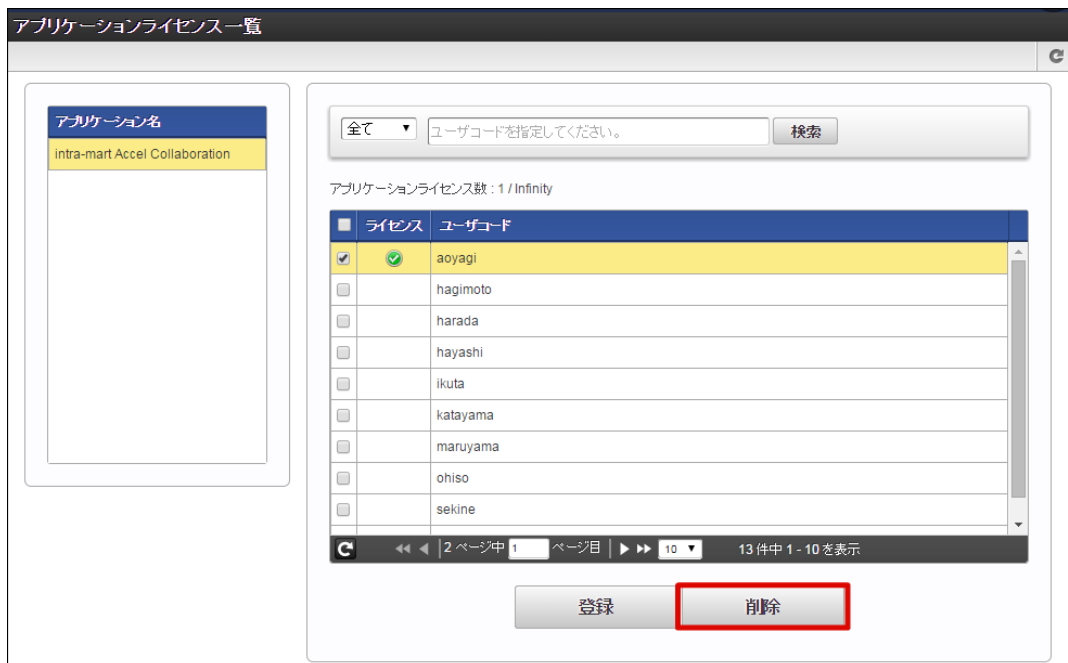 アプリケーションライセンス一覧
アプリケーション名
intra-mart Accel Collaboration
全て ユーザコードを指定してください。 検索
アプリケーションライセンス数 : 1 / Infinity
ライセンス ユーザコード
aoyagi
hagimoto
harada
hayashi
ikuta
katayama
maruyama
ohiso
sekine
2 ページ中 1 ページ目 10 13 件中 1 - 10 を表示
登録 削除